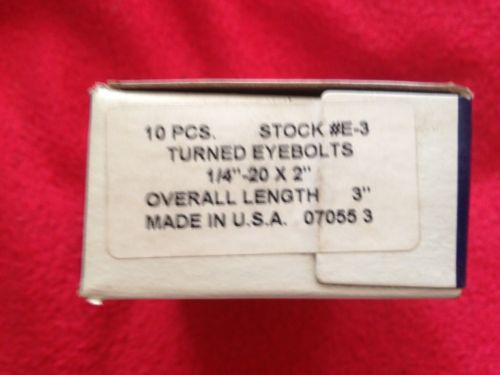 10 PCS. STOCK #E-3
TURNED EYEBOLTS
1/4"-20 X 2"
OVERALL LENGTH 3"
MADE IN U.S.A. 07055 3